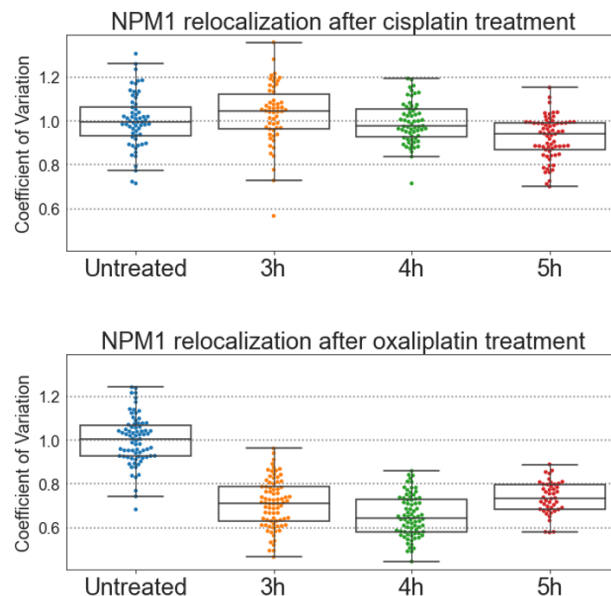 NPM1 relocalization after cisplatin treatment
Coefficient of Variation
1.2
1.0
0.8
0.6
Untreated 3h 4h 5h
NPM1 relocalization after oxaliplatin treatment
Coefficient of Variation
1.2
1.0
0.8
0.6
Untreated 3h 4h 5h